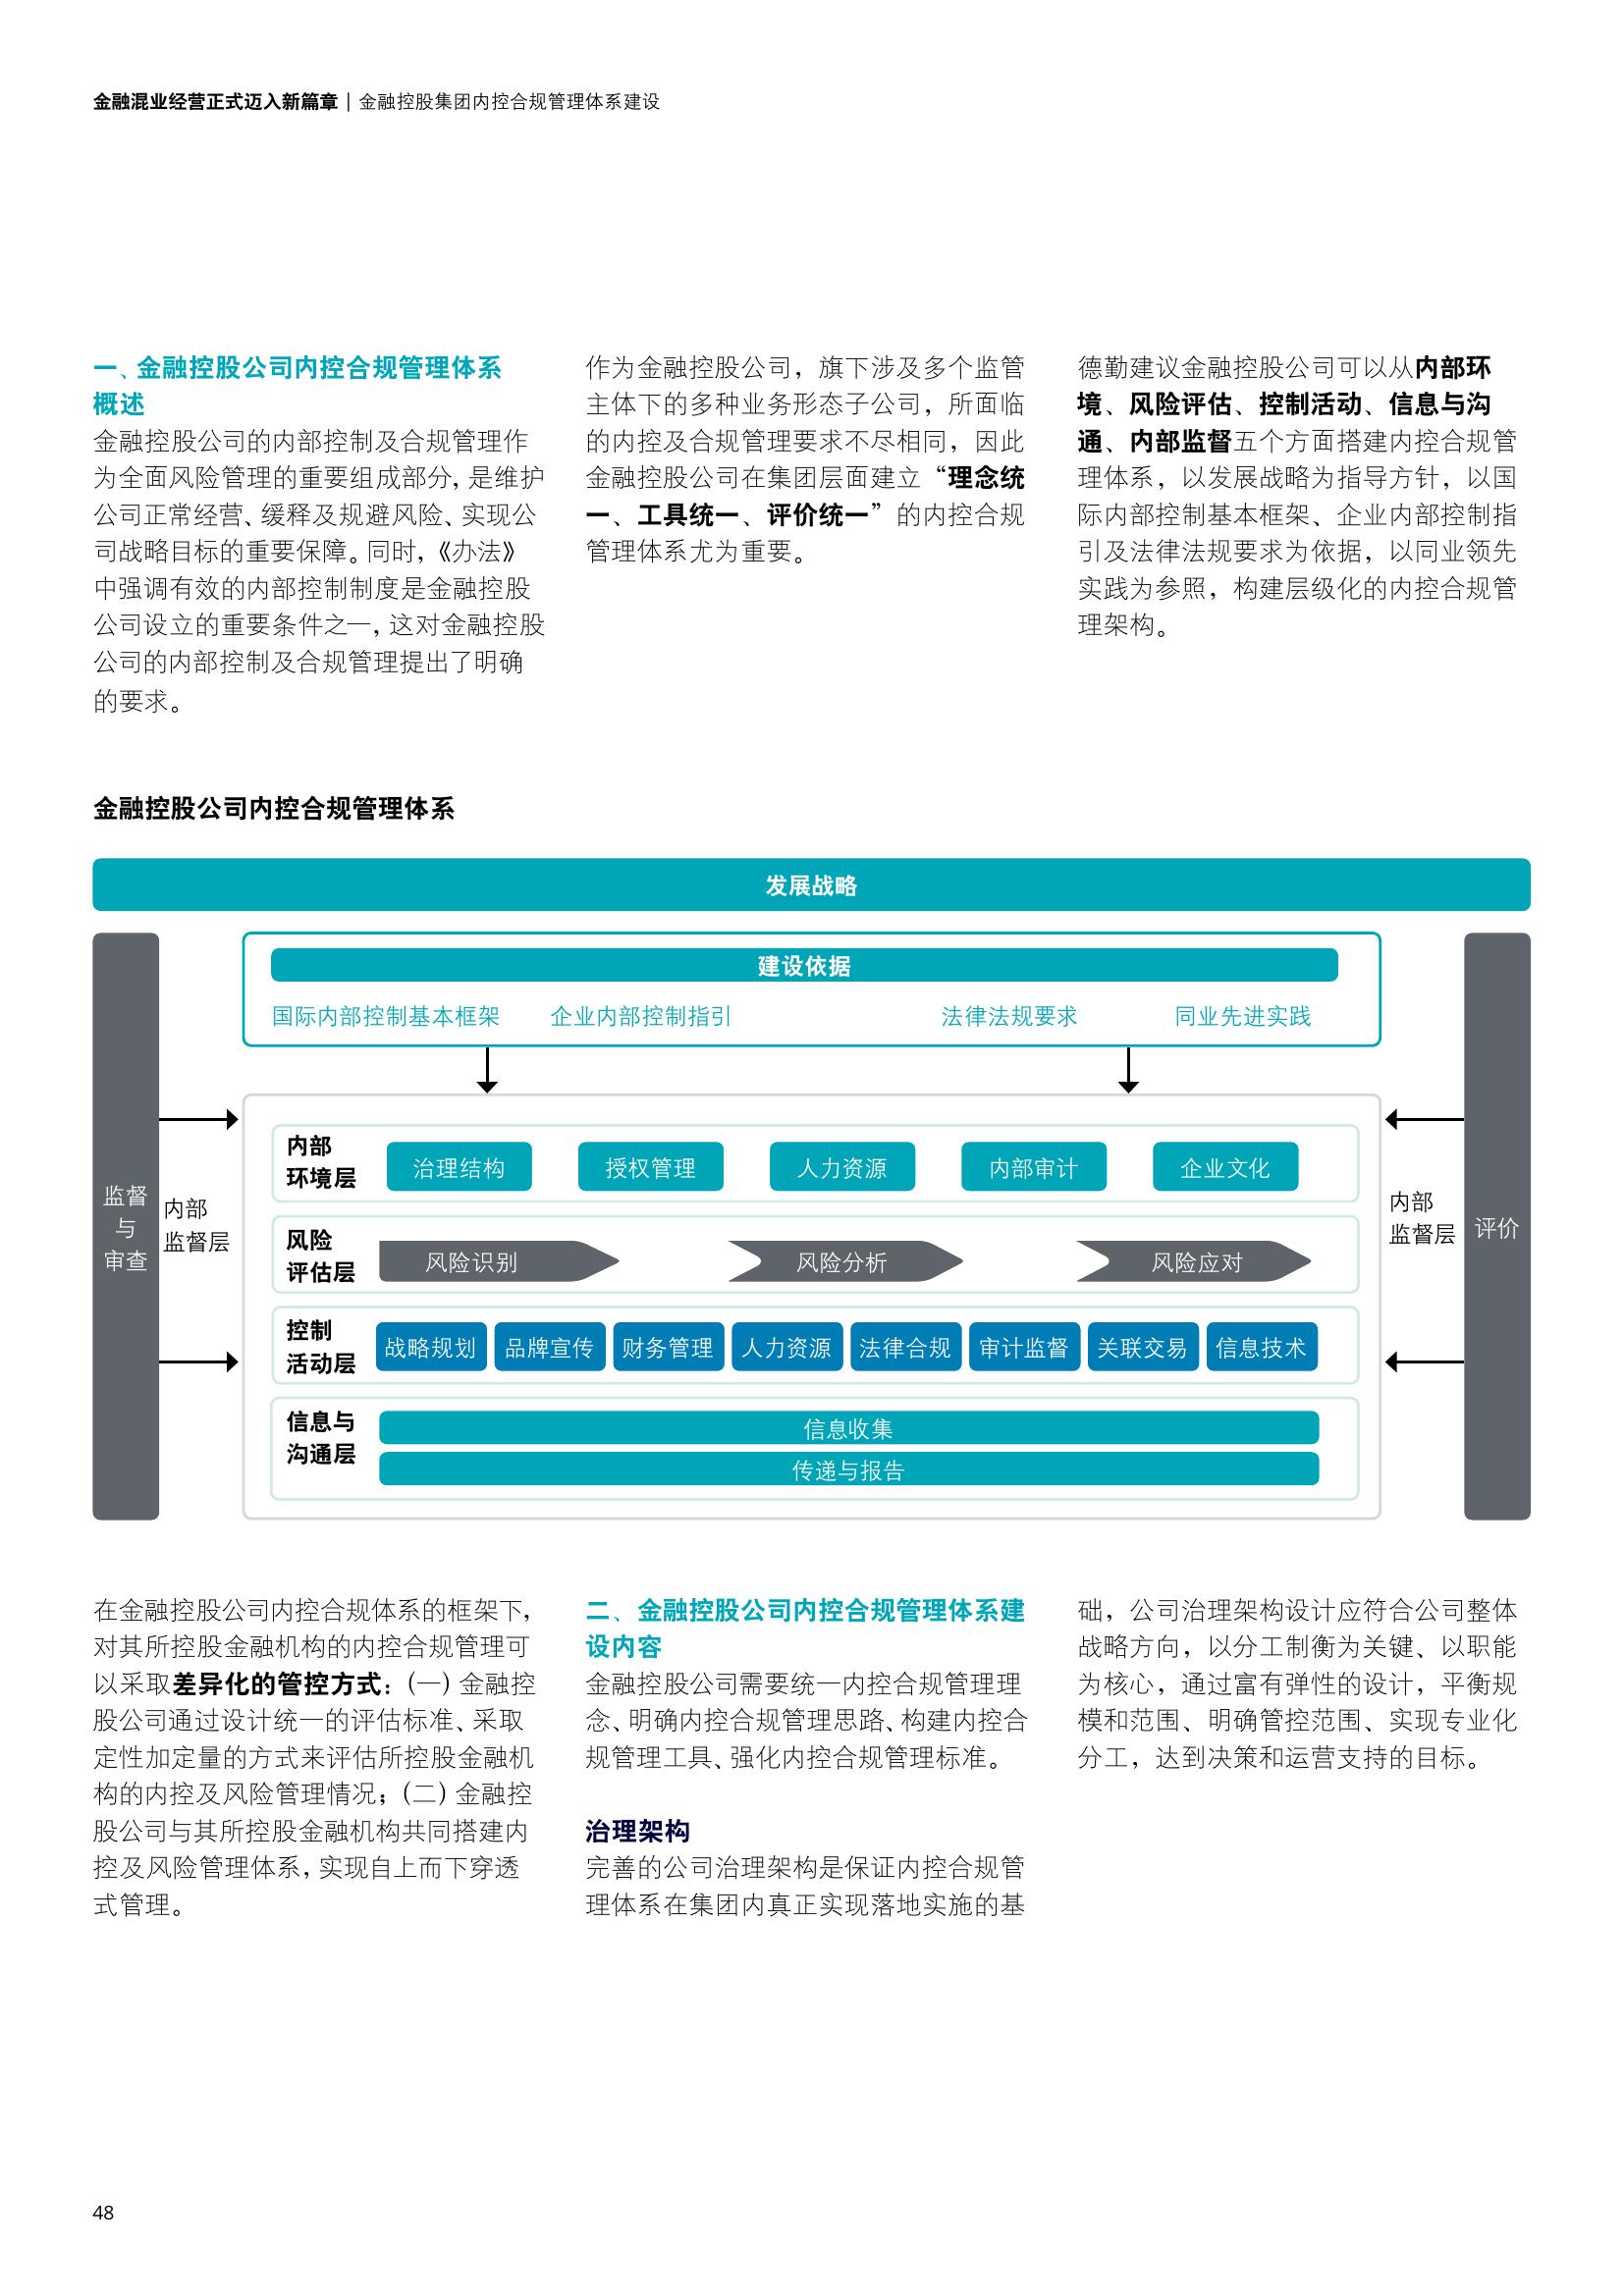 金融混业经营正式迈入新篇章 | 金融控股集团内控合规管理体系建设
一、金融控股公司内控合规管理体系
概述
金融控股公司的内部控制及合规管理作
为全面风险管理的重要组成部分，是维护
公司正常经营、缓释及规避风险、实现公
司战略目标的重要保障。同时，《办法》
中强调有效的内部控制制度是金融控股
公司设立的重要条件之一，这对金融控股
公司的内部控制及合规管理提出了明确
的要求。
作为金融控股公司，旗下涉及多个监管
主体下的多种业务形态子公司，所面临
的内控及合规管理要求不尽相同，因此
金融控股公司在集团层面建立“理念统
一、工具统一、评价统一”的内控合规
管理体系尤为重要。
德勤建议金融控股公司可以从内部环
境、风险评估、控制活动、信息与沟
通、内部监督五个方面搭建内控合规管
理体系，以发展战略为指导方针，以国
际内部控制基本框架、企业内部控制指
引及法律法规要求为依据，以同业领先
实践为参照，构建层级化的内控合规管
理架构。
金融控股公司内控合规管理体系
发展战略
建设依据
国际内部控制基本框架 企业内部控制指引 法律法规要求 同业先进实践
监督
与
审查
内部
监督层
内部
环境层
治理结构 授权管理 人力资源 内部审计 企业文化
风险
评估层
风险识别 风险分析 风险应对
控制
活动层
战略规划 品牌宣传 财务管理 人力资源 法律合规 审计监督 关联交易 信息技术
信息与
沟通层
信息收集
传递与报告
内部
监督层
评价
在金融控股公司内控合规体系的框架下，
对其所控股金融机构的内控合规管理可
以采取差异化的管控方式：（一）金融控
股公司通过设计统一的评估标准、采取
定性加定量的方式来评估所控股金融机
构的内控及风险管理情况；（二）金融控
股公司与其所控股金融机构共同搭建内
控及风险管理体系，实现自上而下穿透
式管理。
二、金融控股公司内控合规管理体系建
设内容
金融控股公司需要统一内控合规管理理
念、明确内控合规管理思路、构建内控合
规管理工具、强化内控合规管理标准。
治理架构
完善的公司治理架构是保证内控合规管
理体系在集团内真正实现落地实施的基
础，公司治理架构设计应符合公司整体
战略方向，以分工制衡为关键、以职能
为核心，通过富有弹性的设计，平衡规
模和范围、明确管控范围、实现专业化
分工，达到决策和运营支持的目标。
48